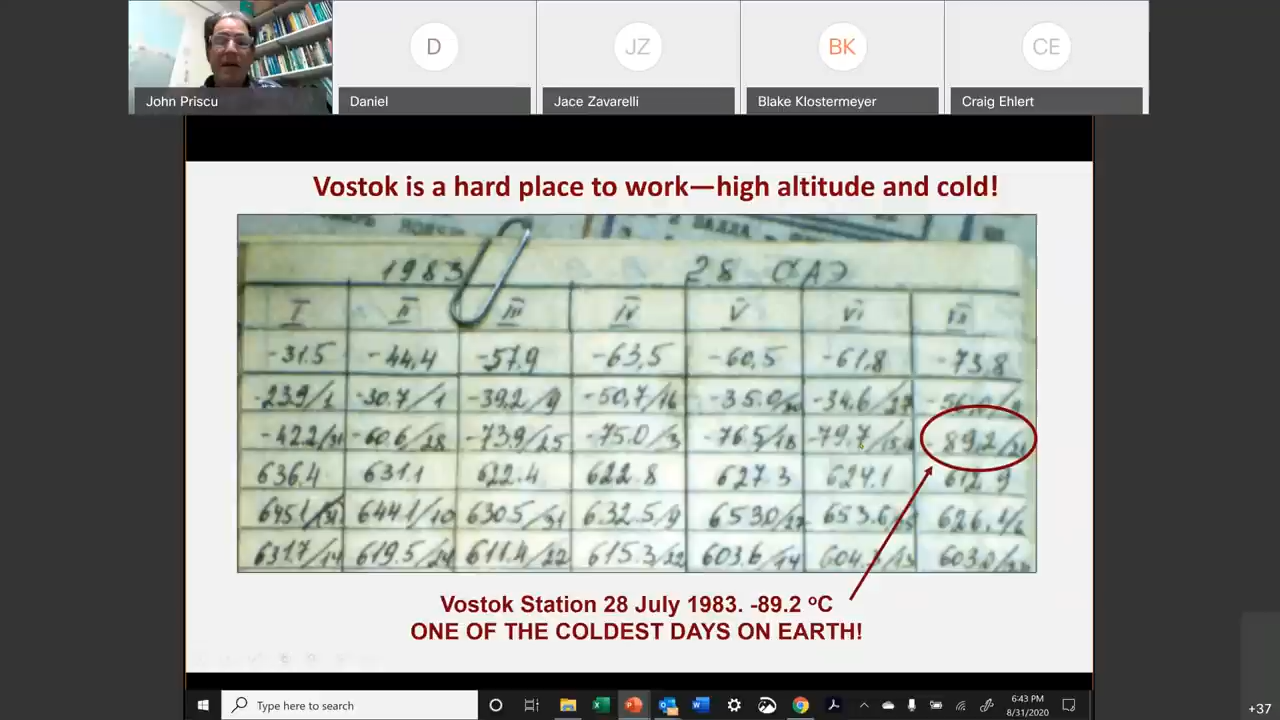 D
JZ
BK
CE
John Priscu
Daniel
Jace Zavarelli
Blake Klostermeyer
Craig Ehlert
Vostok is a hard place to work—high altitude and cold!
1983 28 САЭ
I II III IV V VI VII
-31.5 -44,4 -57.9 -63,5 -60,5 -61,8 -73,8
-23.9/1 -30.7/1 -39,2/9 -50,7/16 -35.0 -34.6/27
-42.2/31 -60.6/28 -73.9/25 -75.0/3 -76.5/18 -79.7 -89.2
636.4 631.1 622.4 622.8 627.3 624.1 612.9
6451/31 644.1/10 630.5/31 632.5/9 653.0/27 653.6 626.1/6
631.7/14 619.5/24 611.4/22 615.3/22 603.6/14 603.0
Vostok Station 28 July 1983. -89.2 °C
ONE OF THE COLDEST DAYS ON EARTH!
Type here to search
6:43 PM
8/31/2020
+37